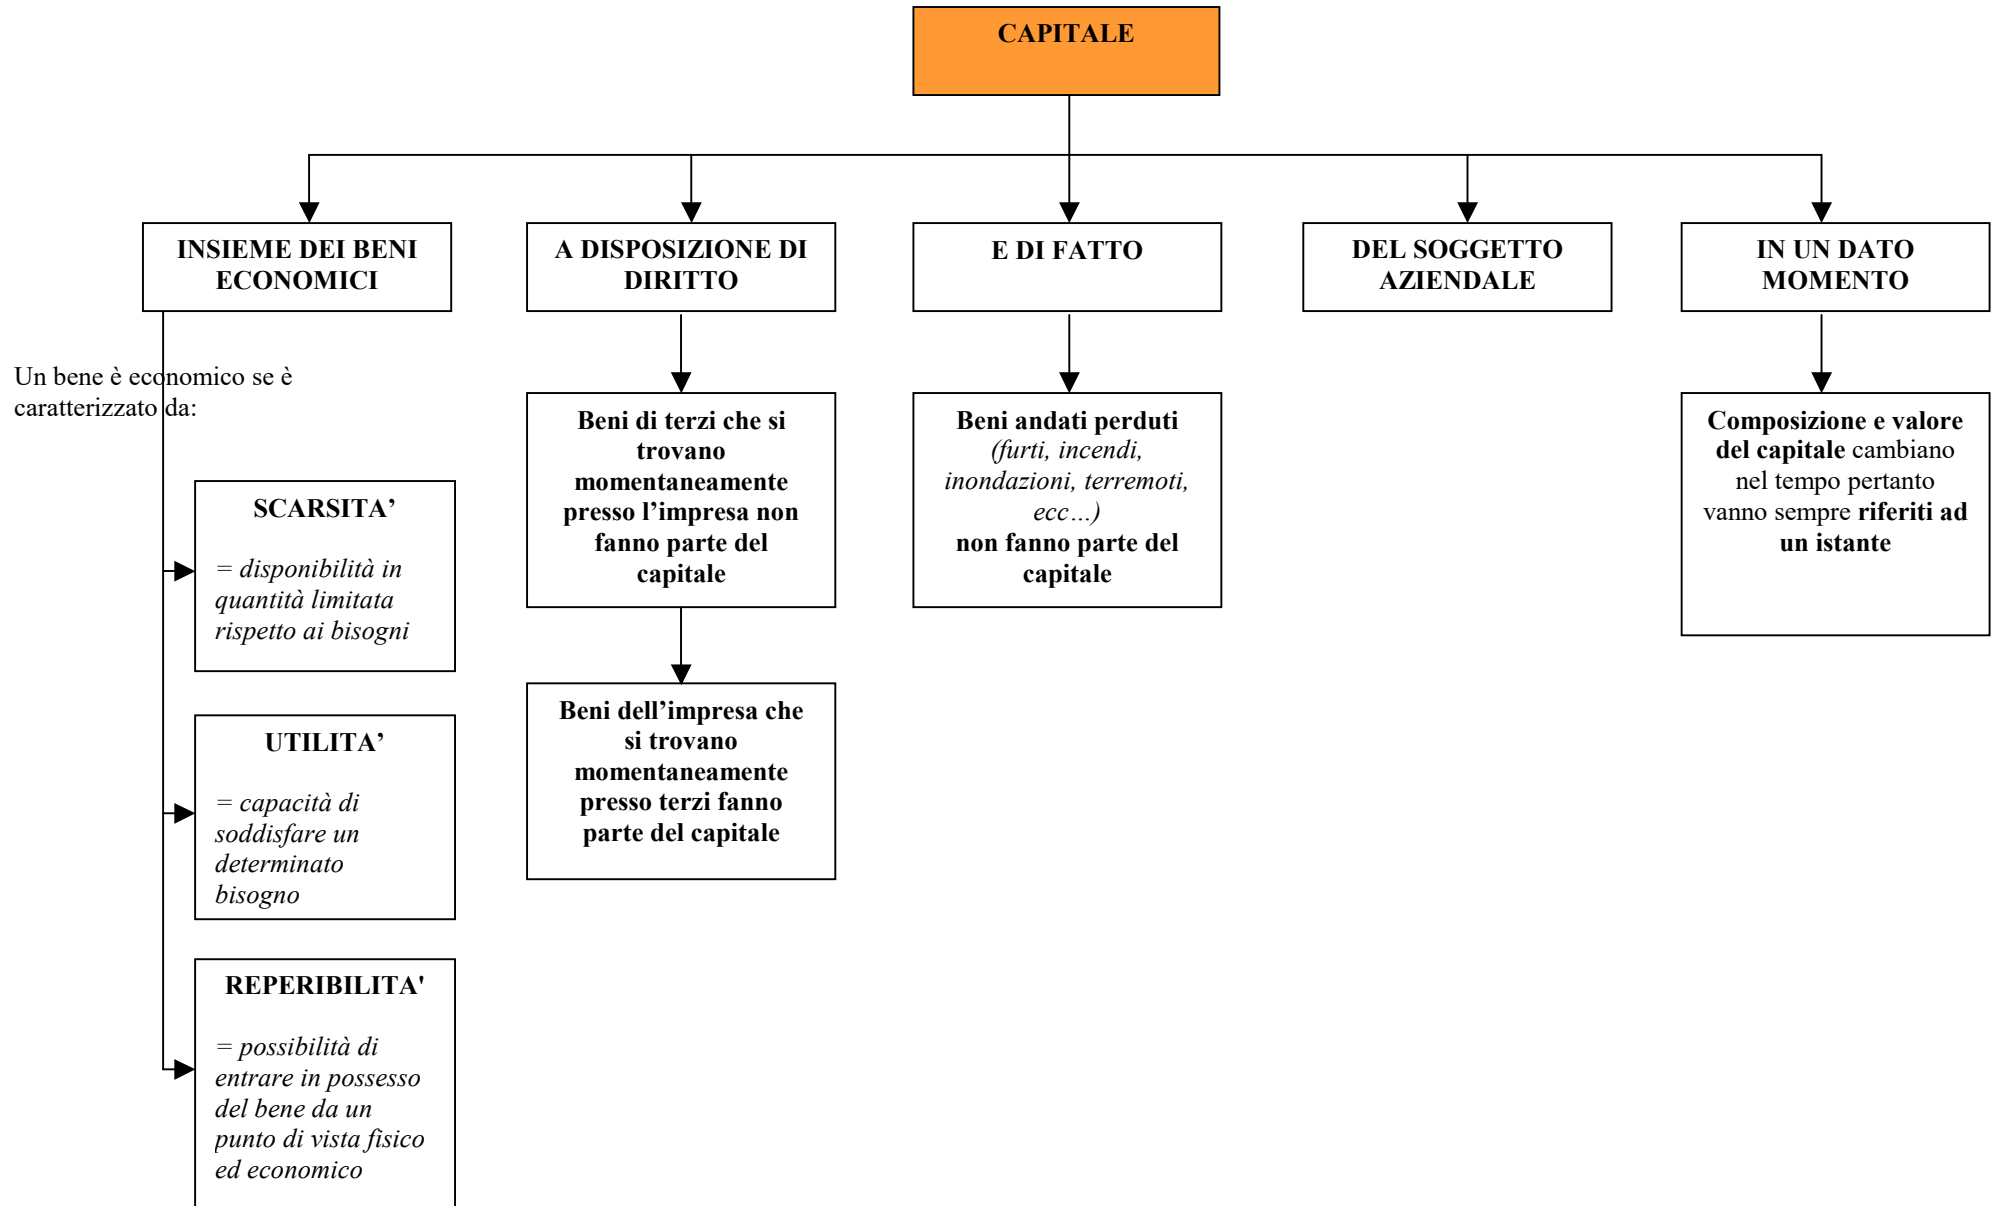 CAPITALE
INSIEME DEI BENI
ECONOMICI
A DISPOSIZIONE DI
DIRITTO
E DI FATTO
DEL SOGGETTO
AZIENDALE
IN UN DATO
MOMENTO
Un bene è economico se è
caratterizzato da:
SCARSITA’
= disponibilità in
quantità limitata
rispetto ai bisogni
UTILITA’
= capacità di
soddisfare un
determinato
bisogno
REPERIBILITA'
= possibilità di
entrare in possesso
del bene da un
punto di vista fisico
ed economico
Beni di terzi che si
trovano
momentaneamente
presso l’impresa non
fanno parte del
capitale
Beni dell’impresa che
si trovano
momentaneamente
presso terzi fanno
parte del capitale
Beni andati perduti
(furti, incendi,
inondazioni, terremoti,
ecc…)
non fanno parte del
capitale
Composizione e valore
del capitale cambiano
nel tempo pertanto
vanno sempre riferiti ad
un istante